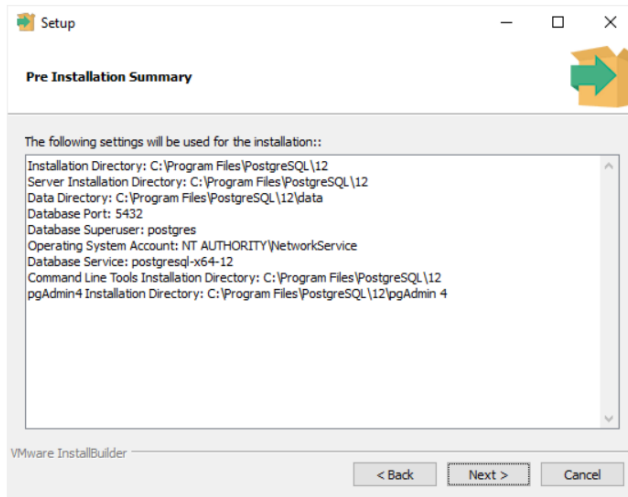 Setup
Pre Installation Summary
The following settings will be used for the installation::
Installation Directory: C:\Program Files\PostgreSQL\12
Server Installation Directory: C:\Program Files\PostgreSQL\12
Data Directory: C:\Program Files\PostgreSQL\12\data
Database Port: 5432
Database Superuser: postgres
Operating System Account: NT AUTHORITY\NetworkService
Database Service: postgresql-x64-12
Command Line Tools Installation Directory: C:\Program Files\PostgreSQL\12
pgAdmin4 Installation Directory: C:\Program Files\PostgreSQL\12\pgAdmin 4
VMware InstallBuilder
< Back Next > Cancel